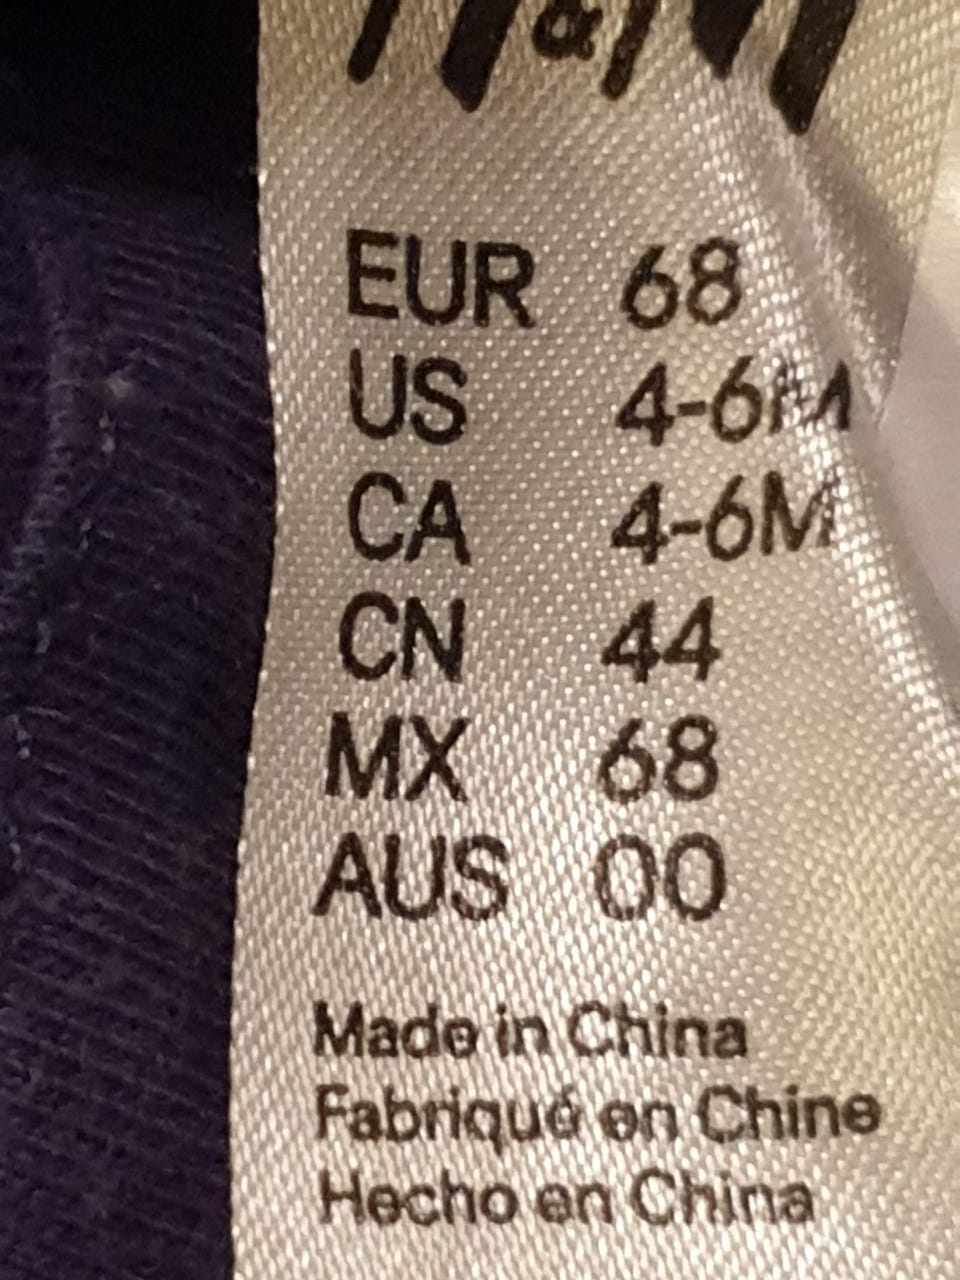 H&M
EUR 68
US 4-6M
CA 4-6M
CN 44
MX 68
AUS 00
Made in China
Fabriqué en Chine
Hecho en China